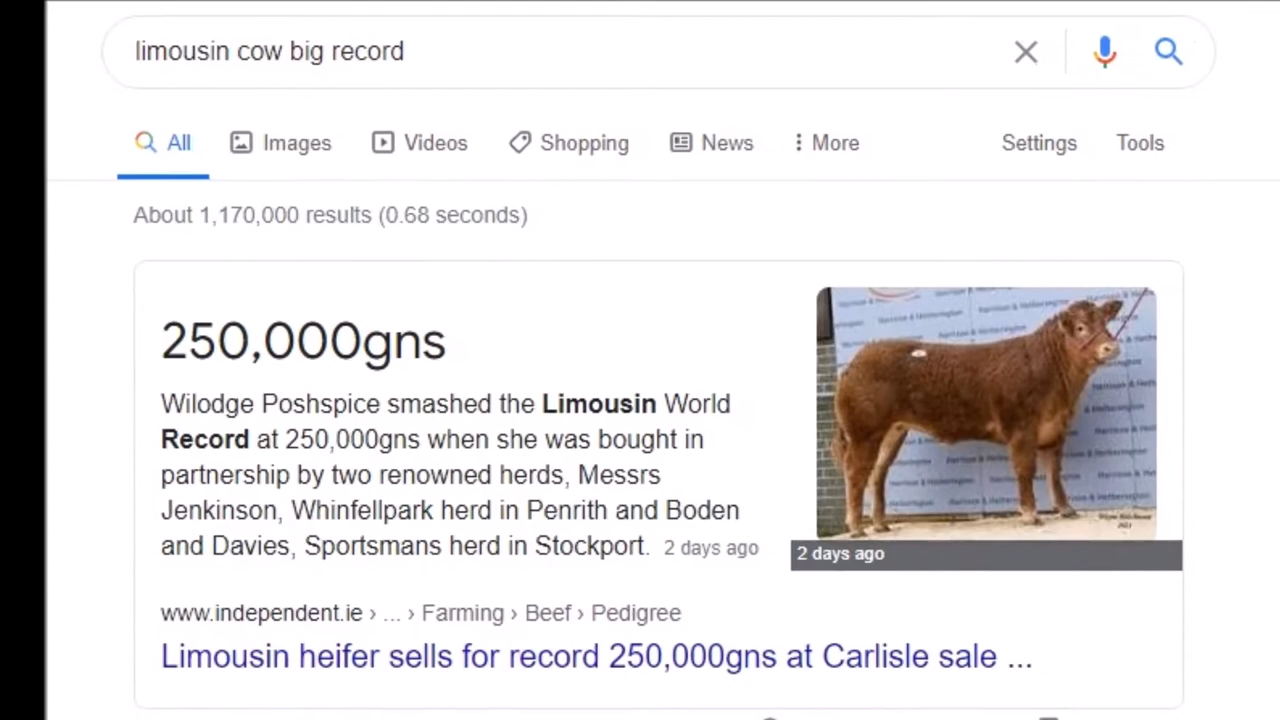 limousin cow big record
All Images Videos Shopping News More Settings Tools
About 1,170,000 results (0.68 seconds)
250,000gns
Wilodge Poshspice smashed the Limousin World
Record at 250,000gns when she was bought in
partnership by two renowned herds, Messrs
Jenkinson, Whinfellpark herd in Penrith and Boden
and Davies, Sportsmans herd in Stockport. 2 days ago
2 days ago
www.independent.ie › ... › Farming › Beef › Pedigree
Limousin heifer sells for record 250,000gns at Carlisle sale ...